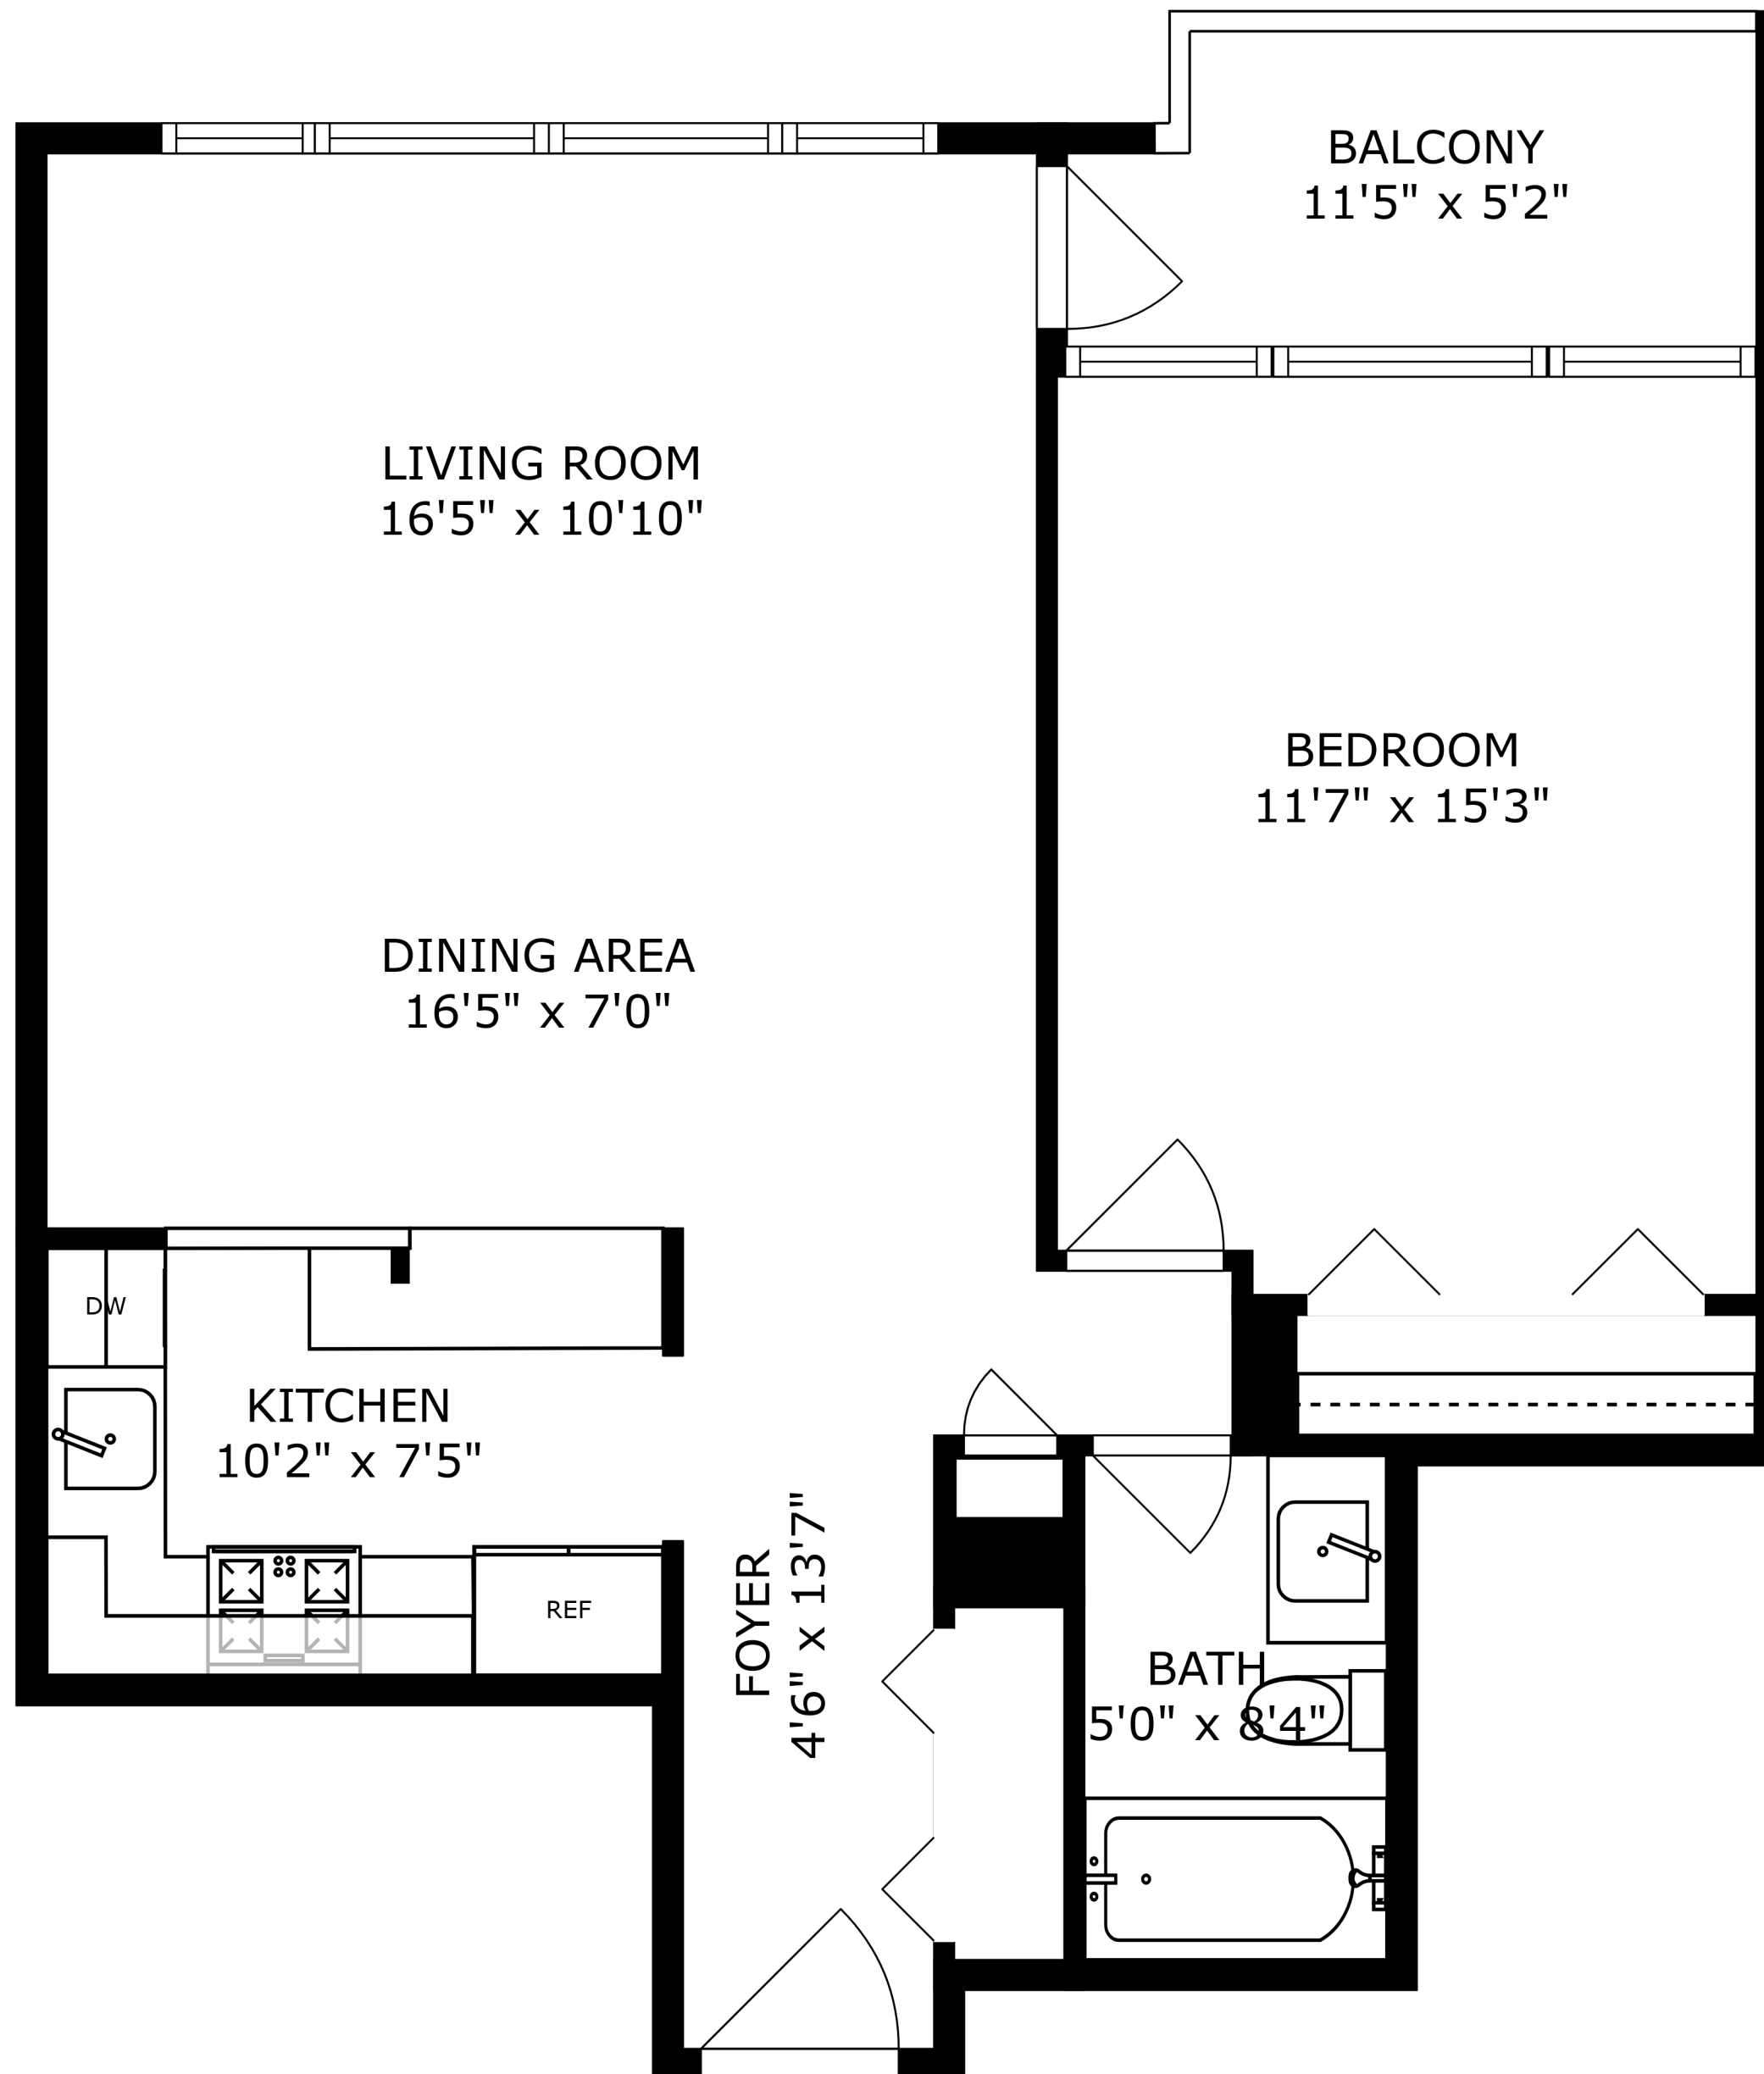 BALCONY
11'5" x 5'2"
LIVING ROOM
16'5" x 10'10"
BEDROOM
11'7" x 15'3"
DINING AREA
16'5" x 7'0"
DW
KITCHEN
10'2" x 7'5"
REF
FOYER
4'6" x 13'7"
BATH
5'0" x 8'4"